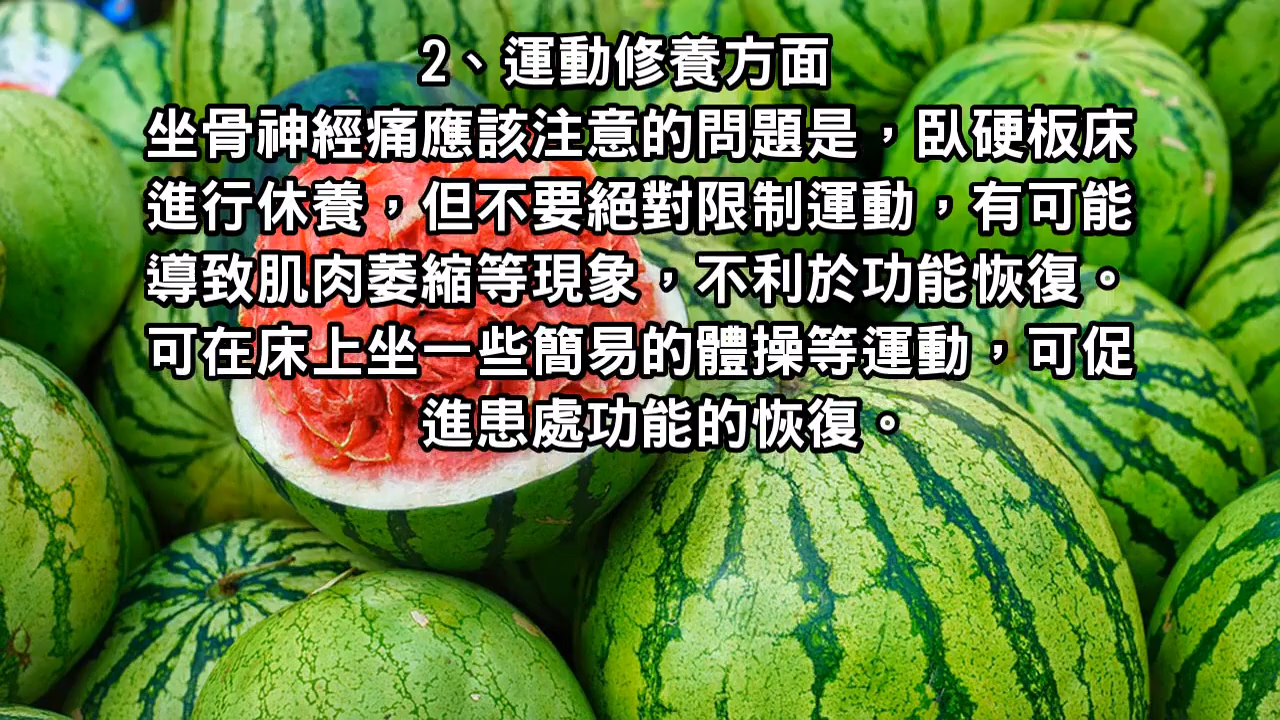 2、運動修養方面
坐骨神經痛應該注意的問題是，臥硬板床
進行休養，但不要絕對限制運動，有可能
導致肌肉萎縮等現象，不利於功能恢復。
可在床上坐一些簡易的體操等運動，可促
進患處功能的恢復。